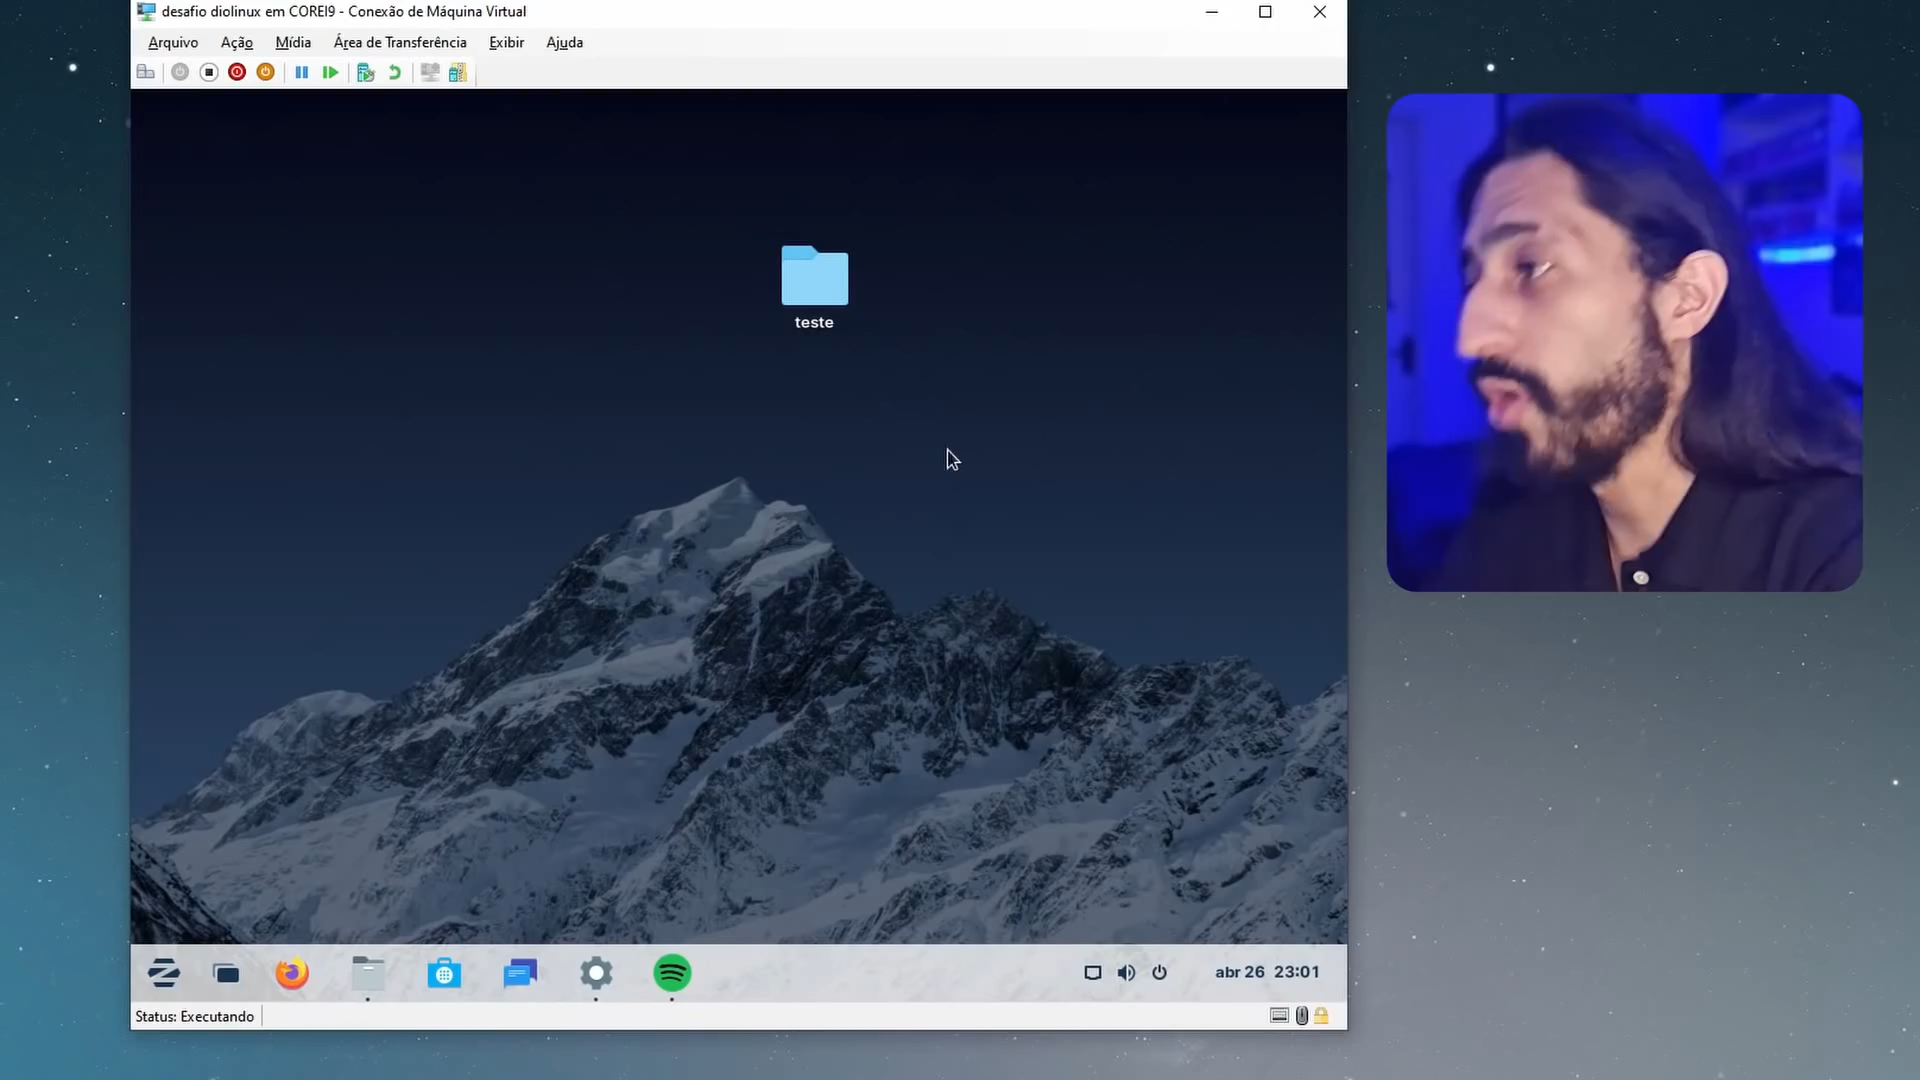 desafio diolinux em COREI9 - Conexão de Máquina Virtual
Arquivo Ação Mídia Área de Transferência Exibir Ajuda
teste
abr 26 23:01
Status: Executando